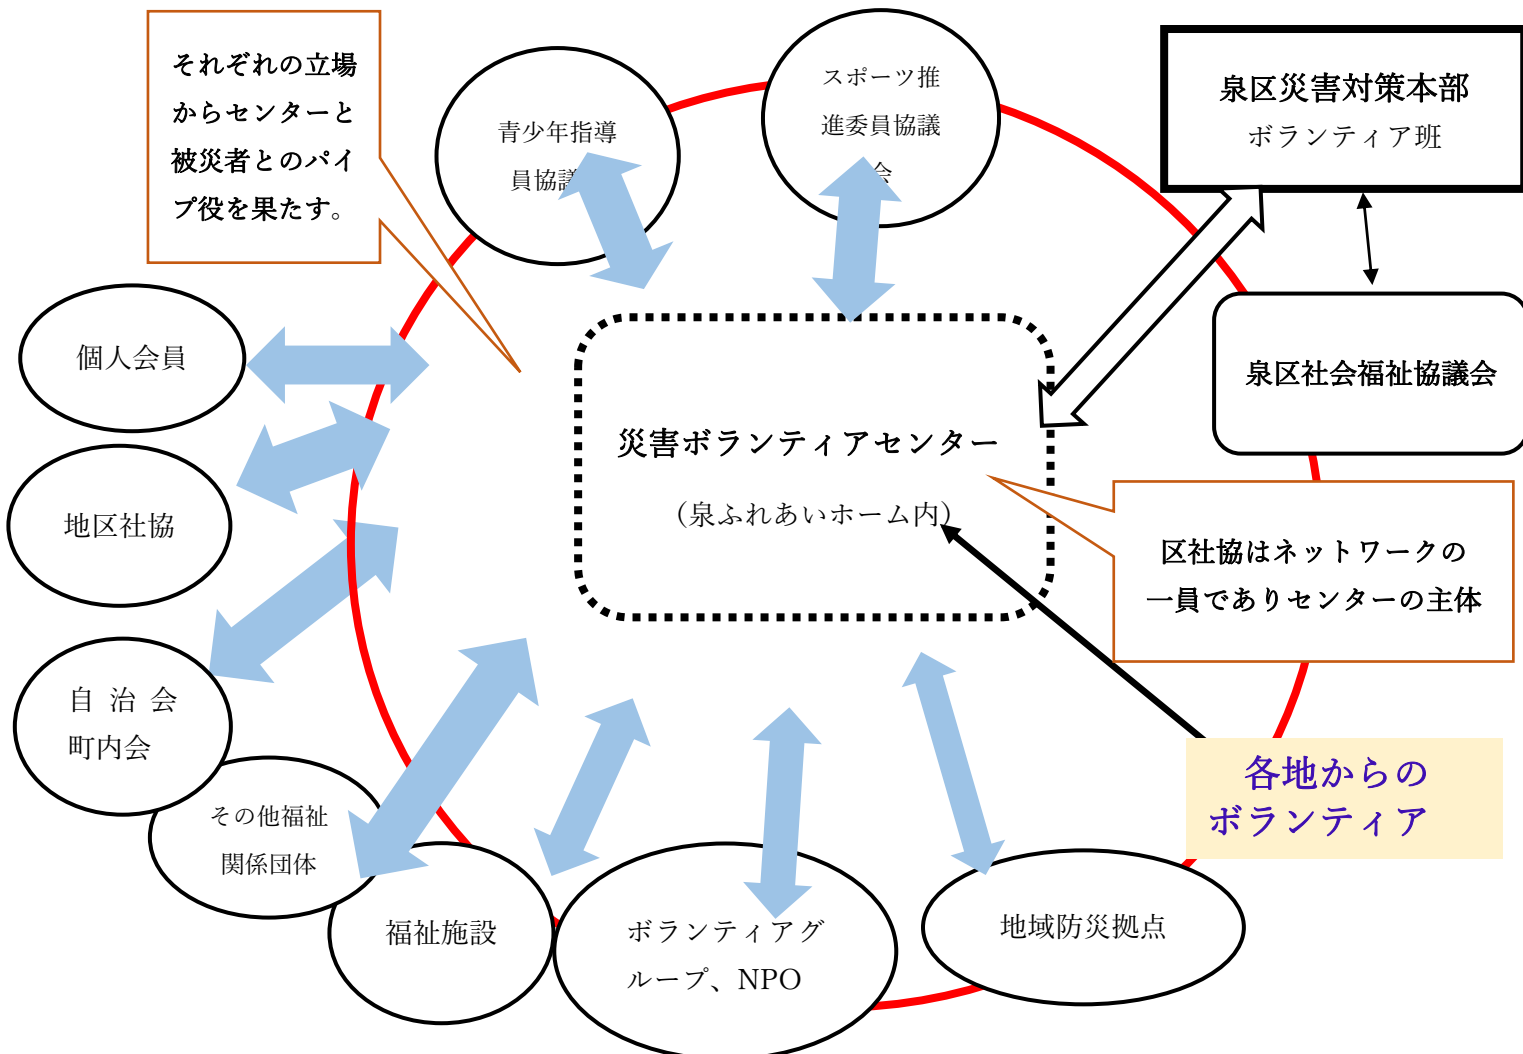 それぞれの立場
からセンターと
被災者とのパイ
プ役を果たす。
青少年指導
員協議
スポーツ推
進委員協議
会
泉区災害対策本部
ボランティア班
個人会員
泉区社会福祉協議会
災害ボランティアセンター
（泉ふれあいホーム内）
地区社協
区社協はネットワークの
一員でありセンターの主体
自治会
町内会
各地からの
ボランティア
その他福祉
関係団体
福祉施設
ボランティアグ
ループ、NPO
地域防災拠点